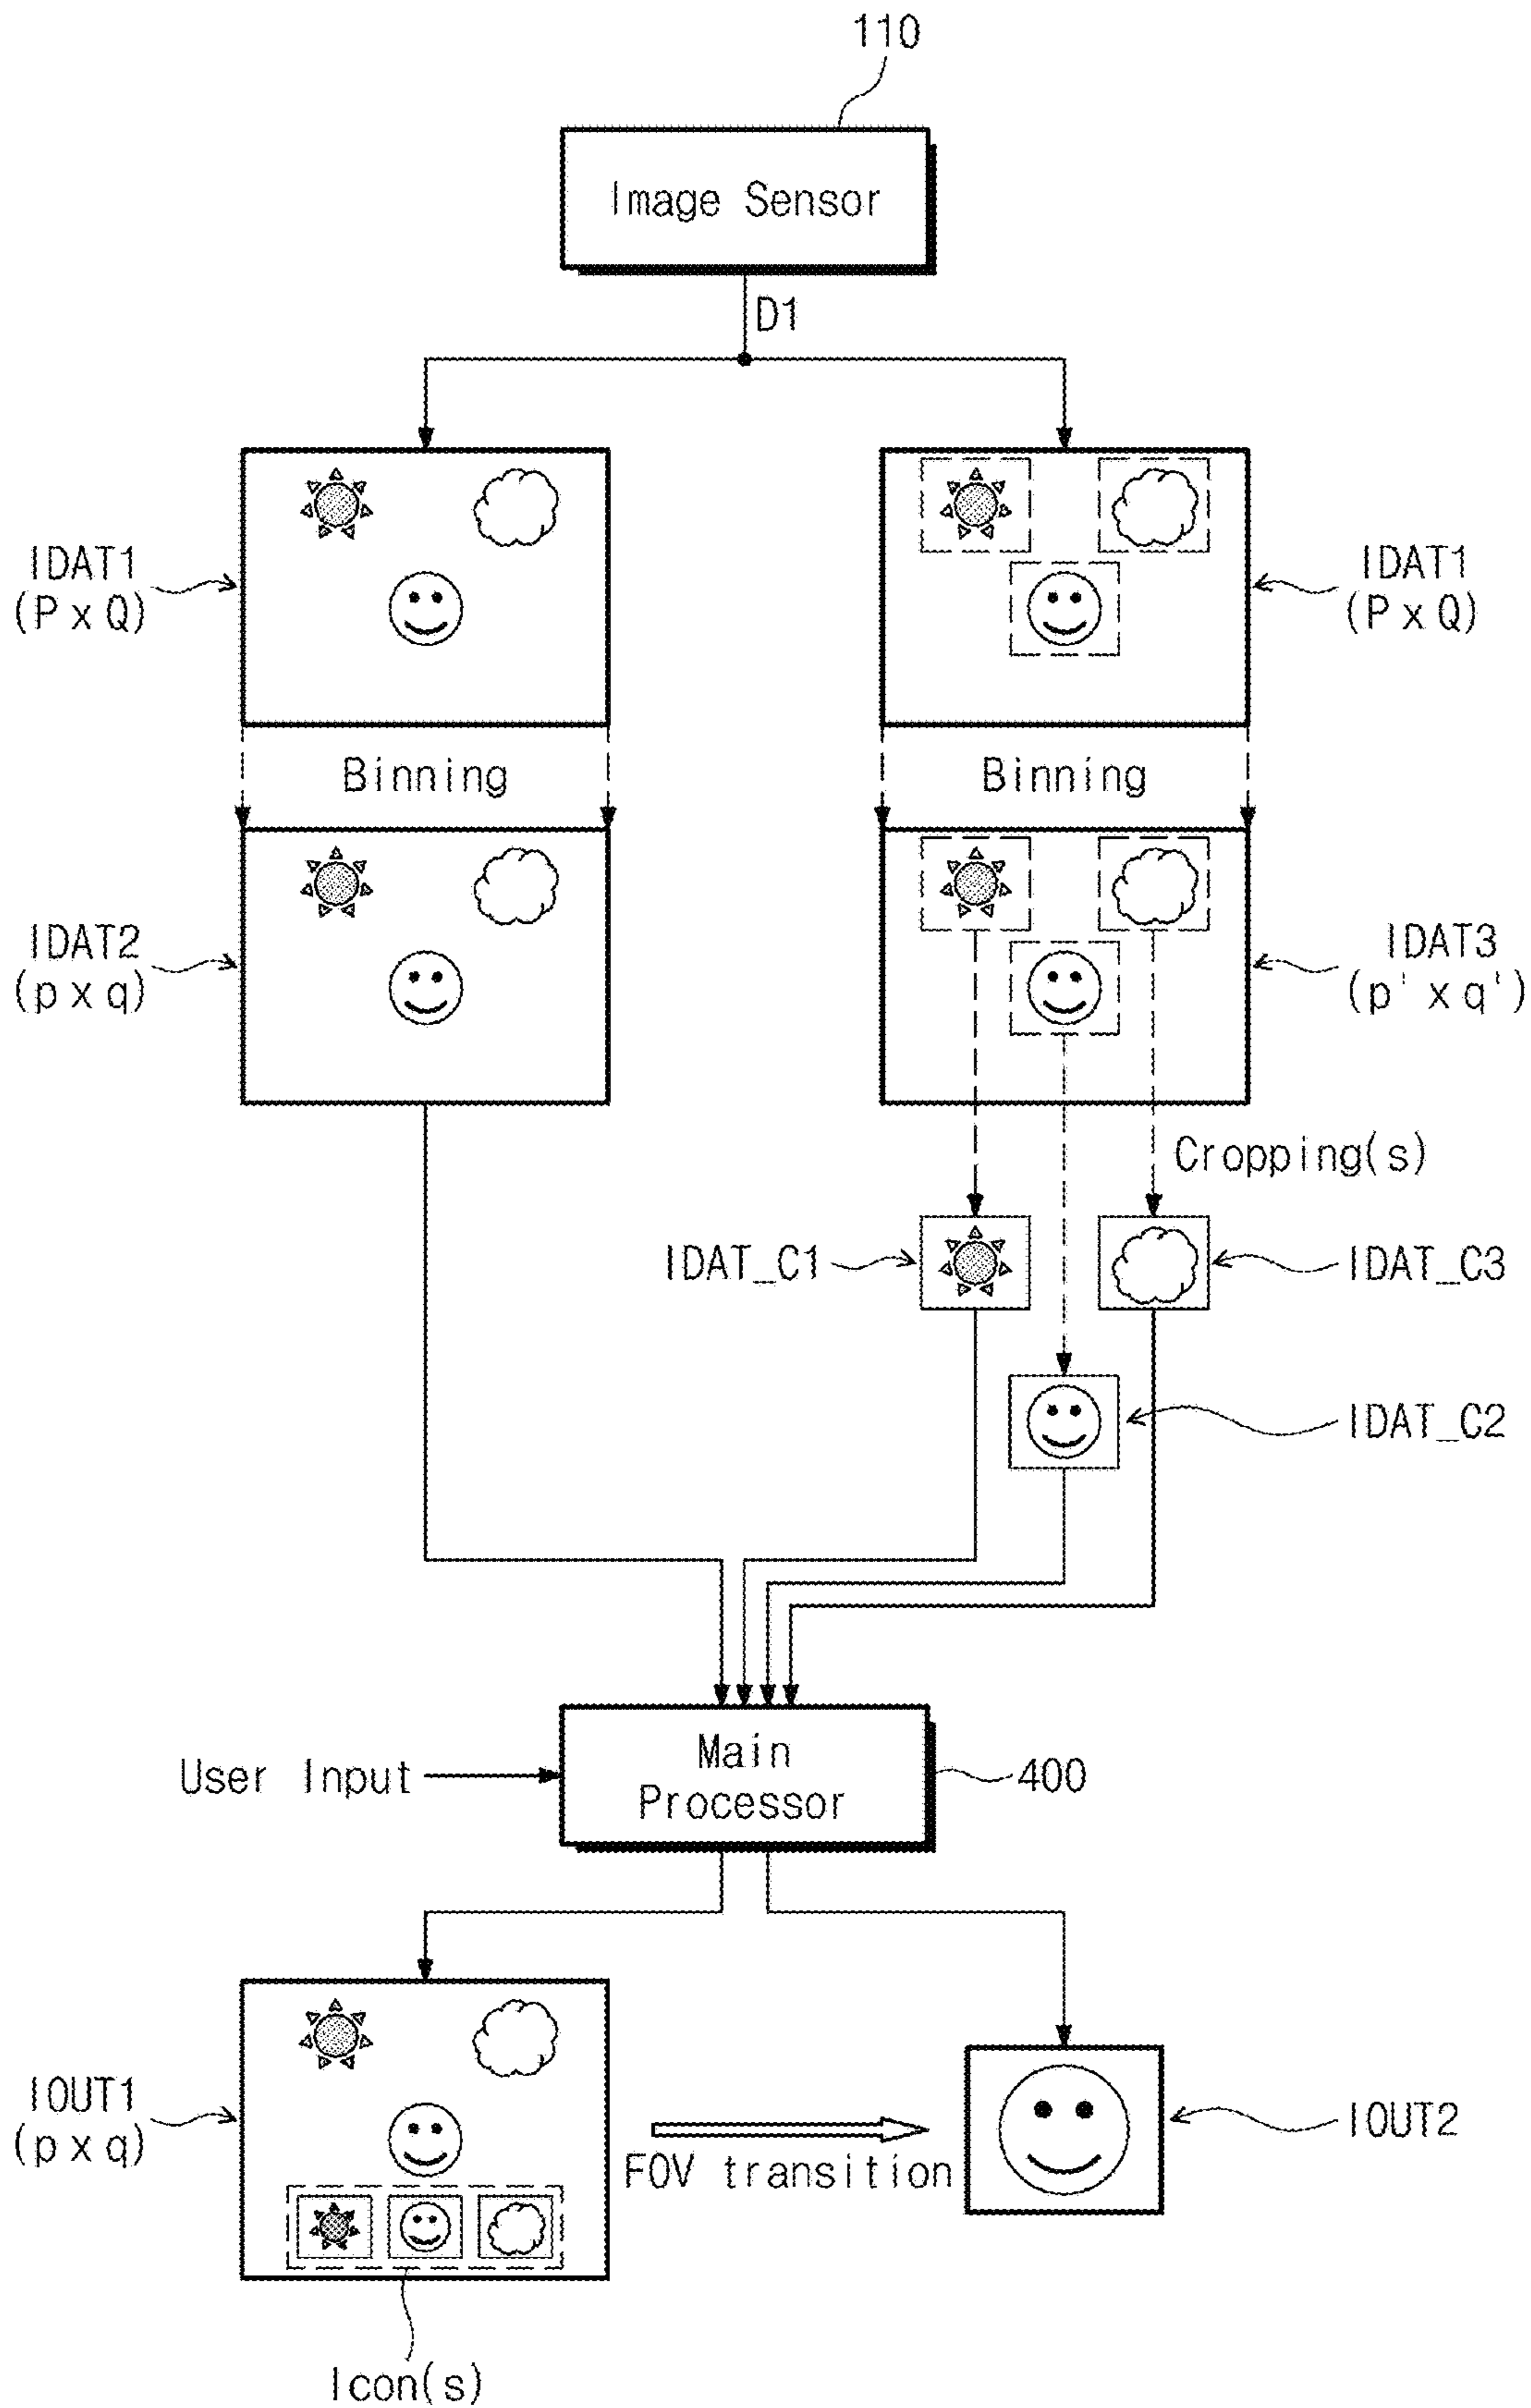 110
Image Sensor
D1
IDAT1
(P x Q)
IDAT1
(P x Q)
Binning
Binning
IDAT2
(p x q)
IDAT3
(p' x q')
Cropping(s)
IDAT_C1
IDAT_C3
IDAT_C2
Main
Processor
User Input
400
IOUT1
(p x q)
FOV transition
IOUT2
Icon(s)